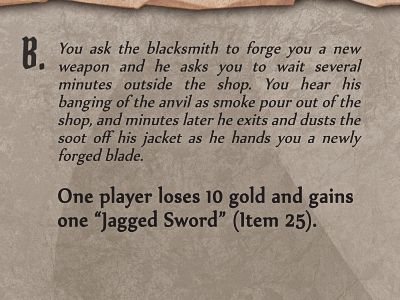 B. You ask the blacksmith to forge you a new
weapon and he asks you to wait several
minutes outside the shop. You hear his
banging of the anvil as smoke pour out of the
shop, and minutes later he exits and dusts the
soot off his jacket as he hands you a newly
forged blade.
One player loses 10 gold and gains
one “Jagged Sword” (Item 25).